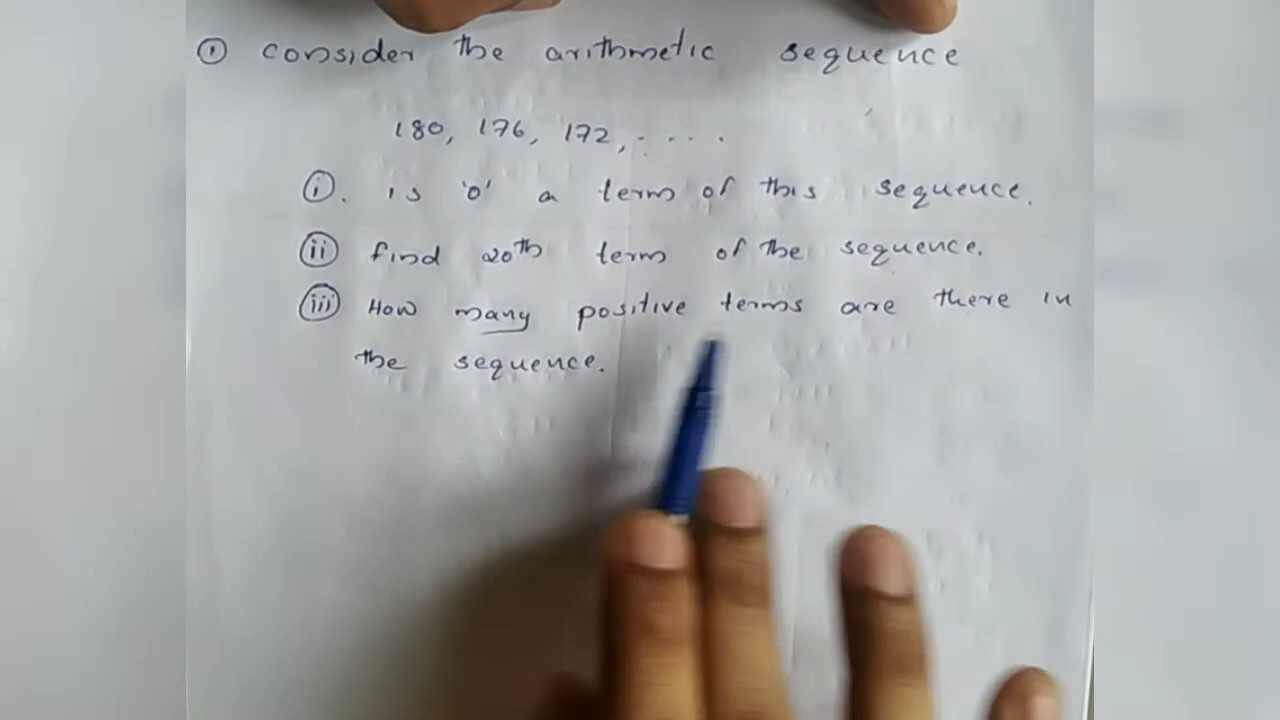 ① Consider the arithmetic sequence
180, 176, 172, ....
ⓘ. is '0' a term of this sequence.
ⓘⓘ find 20th term of the sequence.
ⓘⓘⓘ How many positive terms are there in
the sequence.